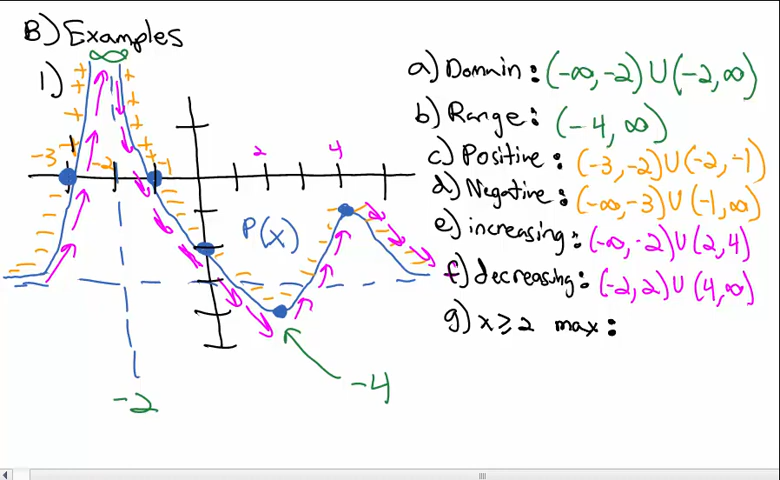 B) Examples
∞
1)
+ + + + + + +
-3 -2 -1 2 4
P(x)
-4
-2
a) Domain: (-∞, -2) ∪ (-2, ∞)
b) Range: (-4, ∞)
c) Positive: (-3, -2) ∪ (-2, -1)
d) Negative: (-∞, -3) ∪ (-1, ∞)
e) increasing: (-∞, -2) ∪ (2, 4)
f) decreasing: (-2, 2) ∪ (4, ∞)
g) x ≥ 2 max: